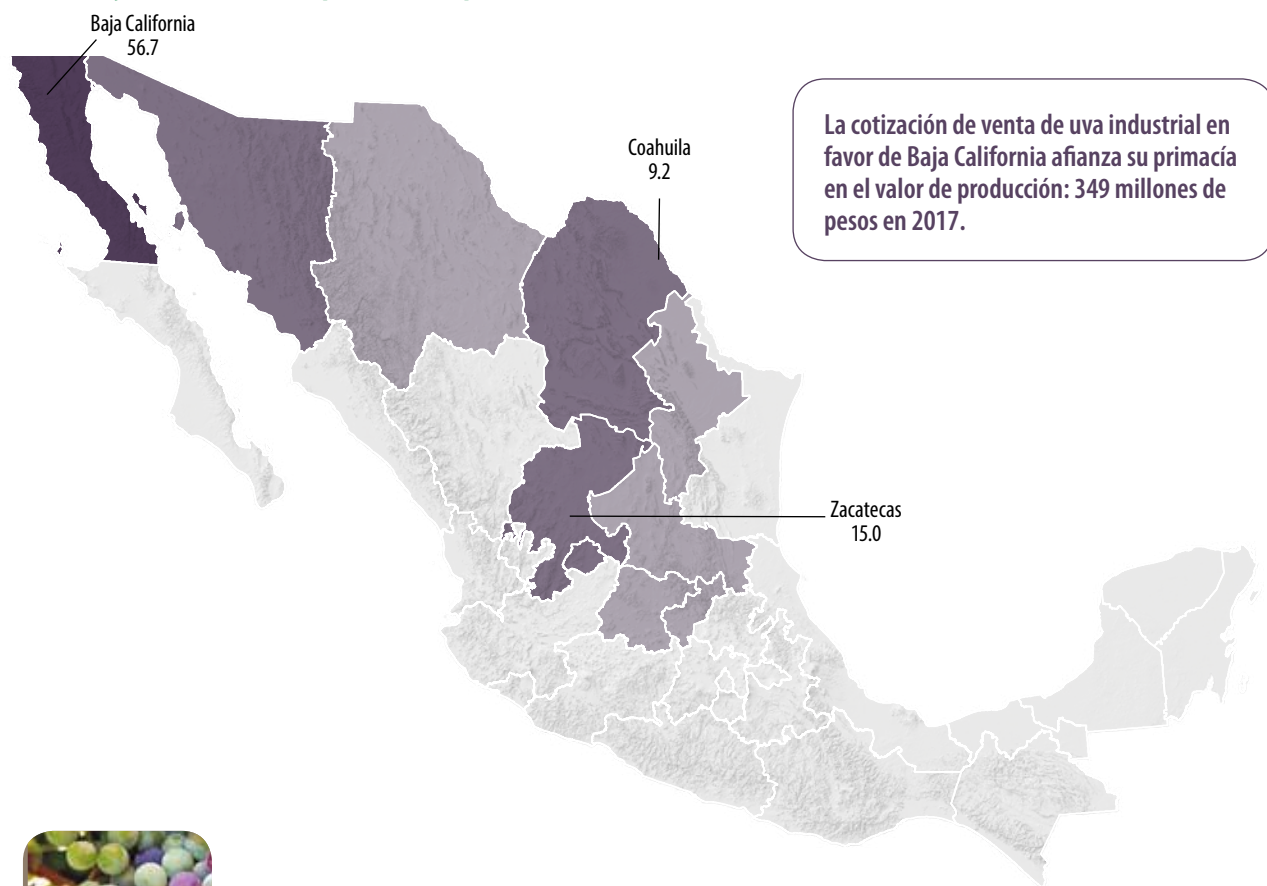 Baja California
56.7
Coahuila
9.2
La cotización de venta de uva industrial en
favor de Baja California afianza su primacía
en el valor de producción: 349 millones de
pesos en 2017.
Zacatecas
15.0